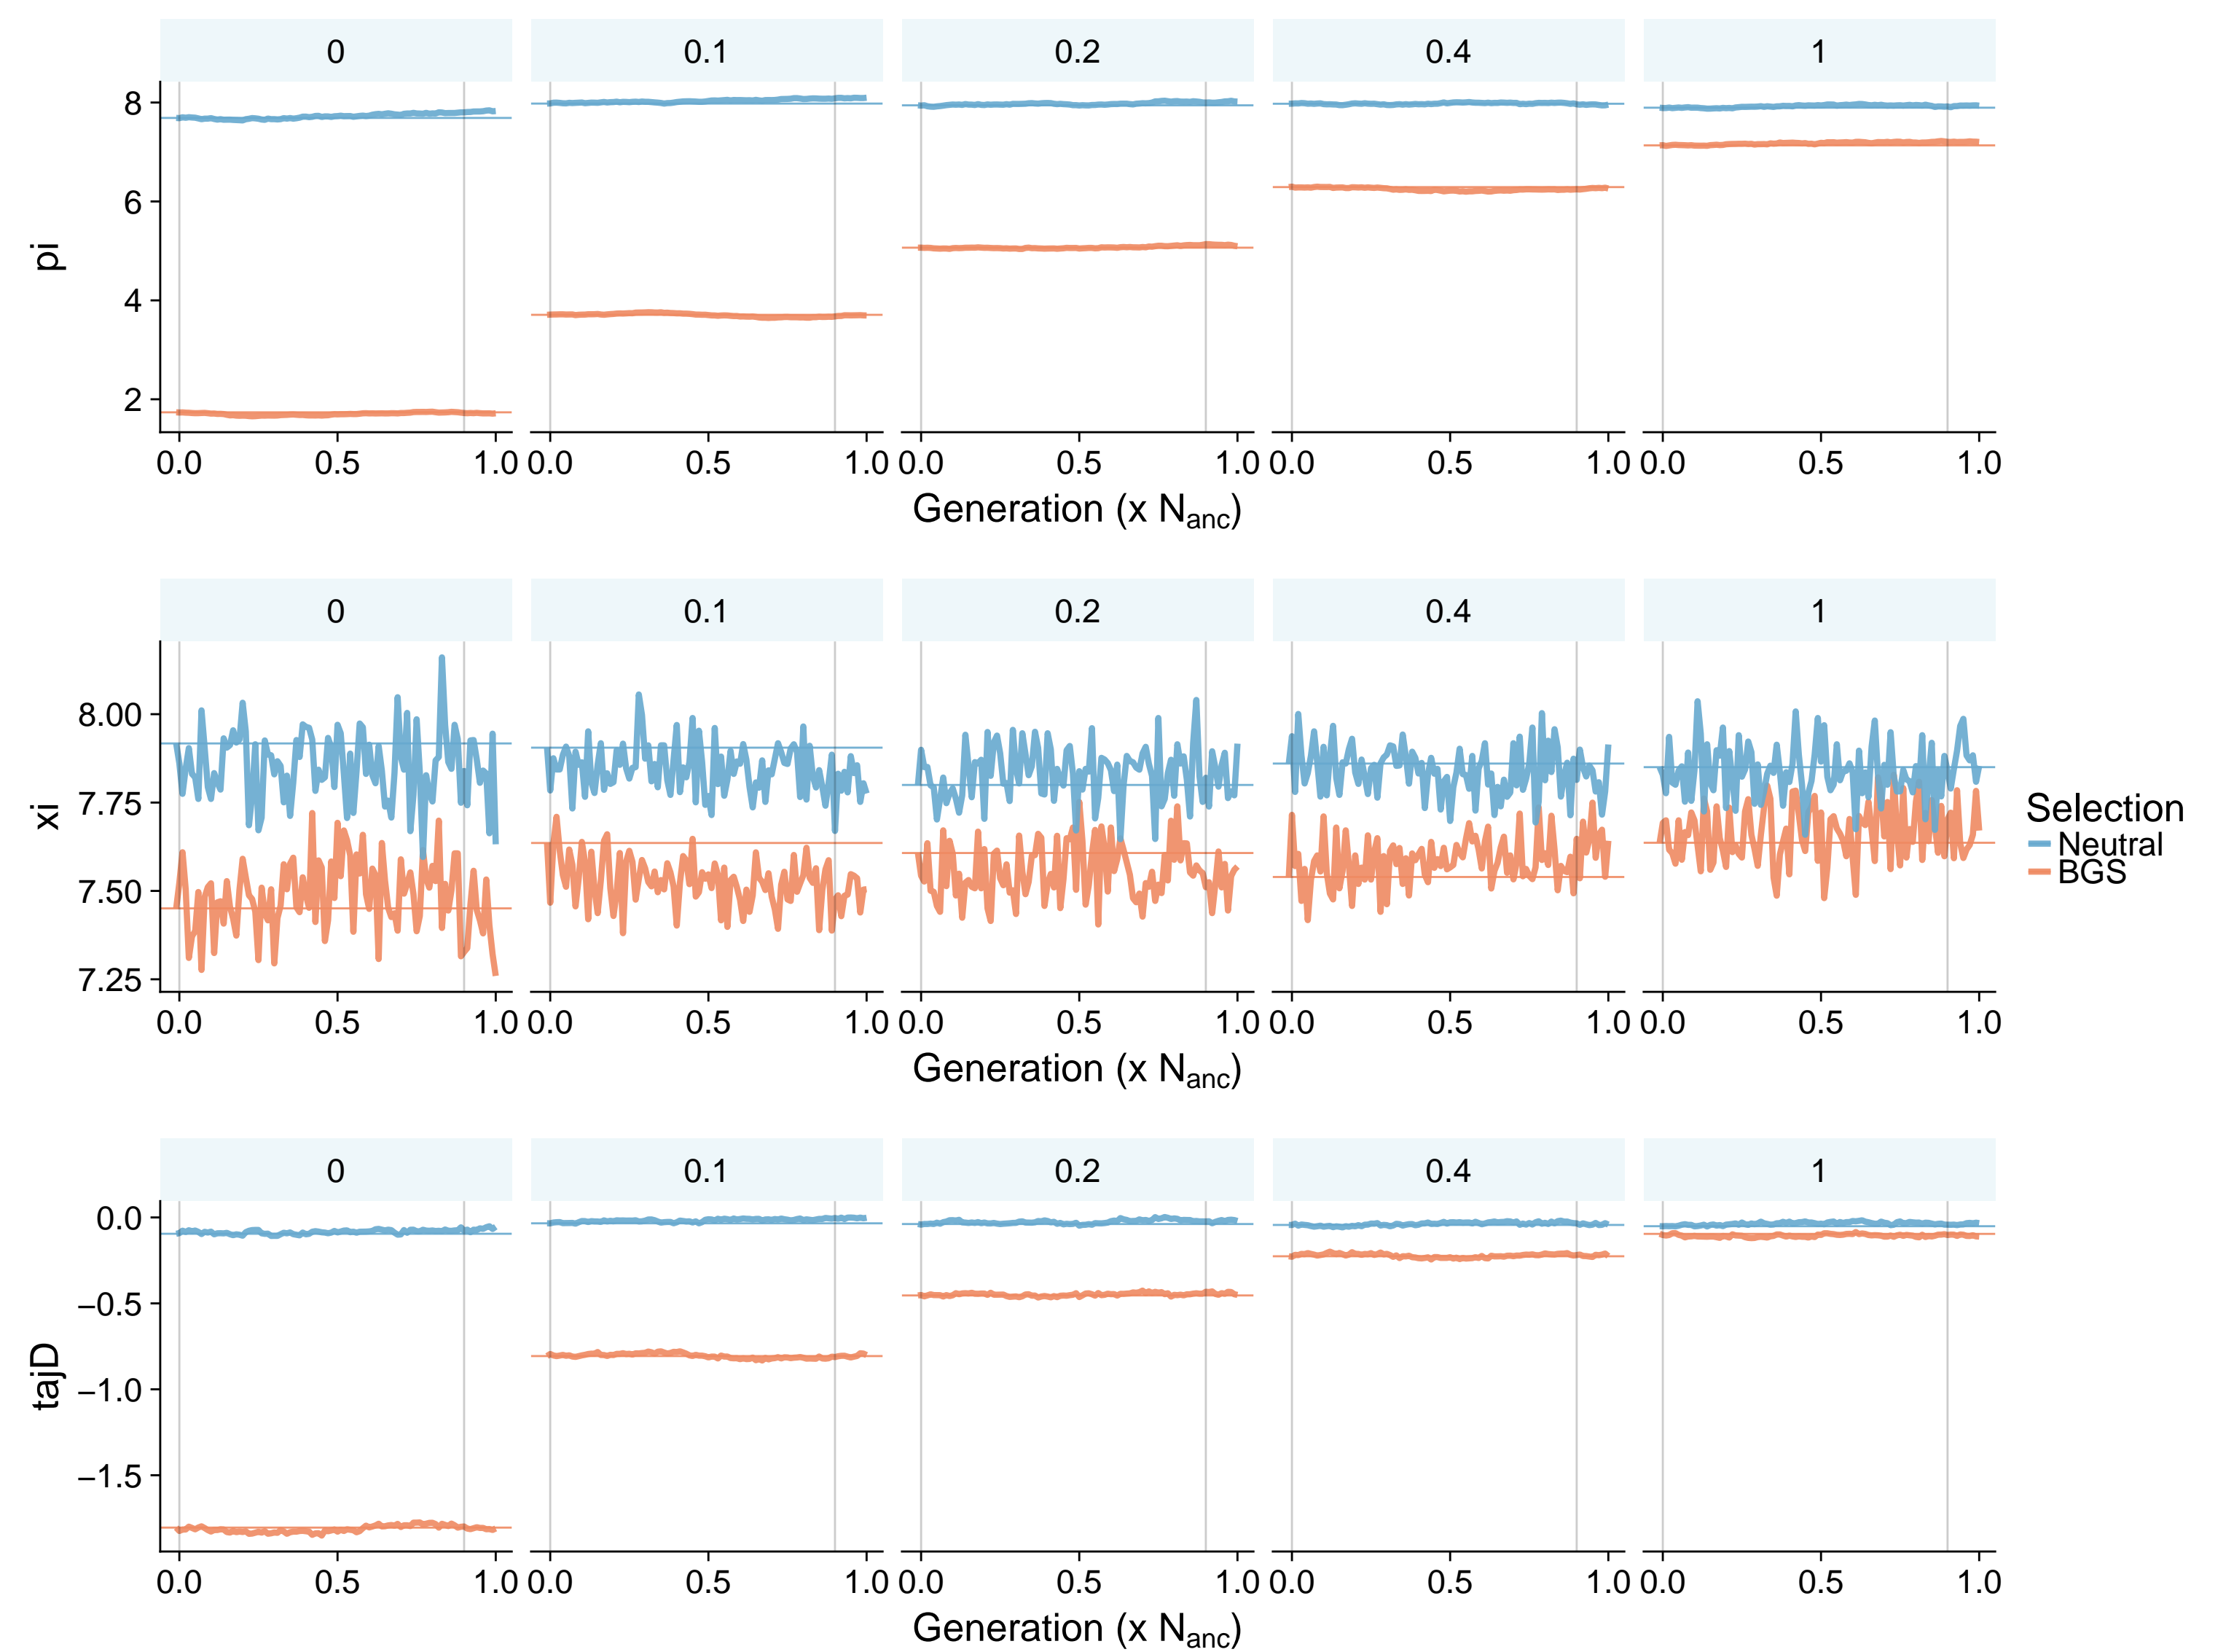 0 0.1 0.2 0.4 1
pi
8
6
4
2
0.0 0.5 1.0 0.0 0.5 1.0 0.0 0.5 1.0 0.0 0.5 1.0 0.0 0.5 1.0
Generation (x Nanc)
0 0.1 0.2 0.4 1
xi
8.00
7.75
7.50
7.25
0.0 0.5 1.0 0.0 0.5 1.0 0.0 0.5 1.0 0.0 0.5 1.0 0.0 0.5 1.0
Generation (x Nanc)
Selection
Neutral
BGS
0 0.1 0.2 0.4 1
tajD
0.0
−0.5
−1.0
−1.5
0.0 0.5 1.0 0.0 0.5 1.0 0.0 0.5 1.0 0.0 0.5 1.0 0.0 0.5 1.0
Generation (x Nanc)